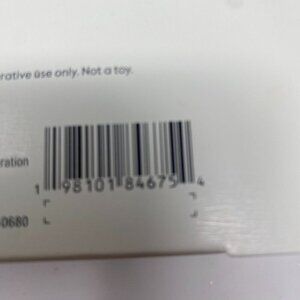 rative use only. Not a toy.
ration
1 98101 84675 4
0680